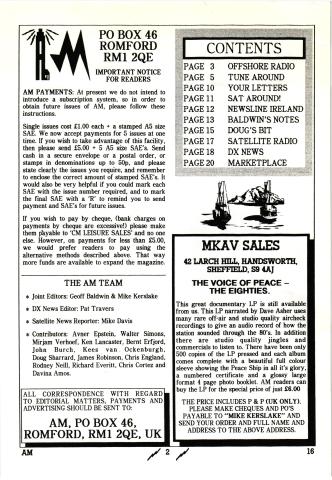 AM
PO BOX 46
ROMFORD
RM1 2QE
IMPORTANT NOTICE
FOR READERS
AM PAYMENTS: At present we do not intend to
introduce a subscription system, so in order to
obtain future issues of AM, please follow these
instructions.
Single issues cost £1.00 each + a stamped A5 size
SAE. We now accept payments for 5 issues at one
time. If you wish to take advantage of this facility,
then please send £5.00 + 5 A5 size SAE's. Send
cash in a secure envelope or a postal order, or
stamps in denominations up to 50p, and please
state clearly the issues you require, and remember
to enclose the correct amount of stamped SAE's. It
would also be very helpful if you could mark each
SAE with the issue number required, and to mark
the final SAE with a 'R' to remind you to send
payment and SAE's for future issues.
If you wish to pay by cheque, (bank charges on
payments by cheque are excessive!) please make
them payable to 'CM LEISURE SALES' and no one
else. However, on payments for less than £5.00,
we would prefer readers to pay using the
alternative methods described above. That way
more funds are available to expand the magazine.
THE AM TEAM
* Joint Editors: Geoff Baldwin & Mike Kerslake
* DX News Editor: Pat Travers
* Satellite News Reporter: Mike Davis
* Contributors: Anver Epstein, Walter Simons,
Mirjam Verhoef, Ken Lancaster, Bernt Erfjord,
John Burch, Kees van Ockenburgh,
Doug Sharrard, James Robinson, Chris England,
Rodney Neill, Richard Everitt, Chris Cortez and
Davina Amos.
ALL CORRESPONDENCE WITH REGARD
TO EDITORIAL MATTERS, PAYMENTS AND
ADVERTISING SHOULD BE SENT TO:
AM, PO BOX 46,
ROMFORD, RM1 2QE, UK
CONTENTS
PAGE 3 OFFSHORE RADIO
PAGE 5 TUNE AROUND
PAGE 10 YOUR LETTERS
PAGE 11 SAT AROUND!
PAGE 12 NEWSLINE IRELAND
PAGE 13 BALDWIN'S NOTES
PAGE 15 DOUG'S BIT
PAGE 17 SATELLITE RADIO
PAGE 18 DX NEWS
PAGE 20 MARKETPLACE
MKAV SALES
42 LARCH HILL, HANDSWORTH,
SHEFFIELD, S9 4AJ
THE VOICE OF PEACE –
THE EIGHTIES.
This great documentary LP is still available
from us. This LP narrated by Dave Asher uses
many rare off-air and studio quality aircheck
recordings to give an audio record of how the
station sounded through the 80's. In addition
there are studio quality jingles and
commercials to listen to. There have been only
500 copies of the LP pressed and each album
comes complete with a beautiful full colour
sleeve showing the Peace Ship in all it's glory,
a numbered certificate and a glossy large
format 4 page photo booklet. AM readers can
buy the LP for the special price of just £6.00
THE PRICE INCLUDES P & P (UK ONLY).
PLEASE MAKE CHEQUES AND PO'S
PAYABLE TO "MIKE KERSLAKE" AND
SEND YOUR ORDER AND FULL NAME AND
ADDRESS TO THE ABOVE ADDRESS.
AM 2 16